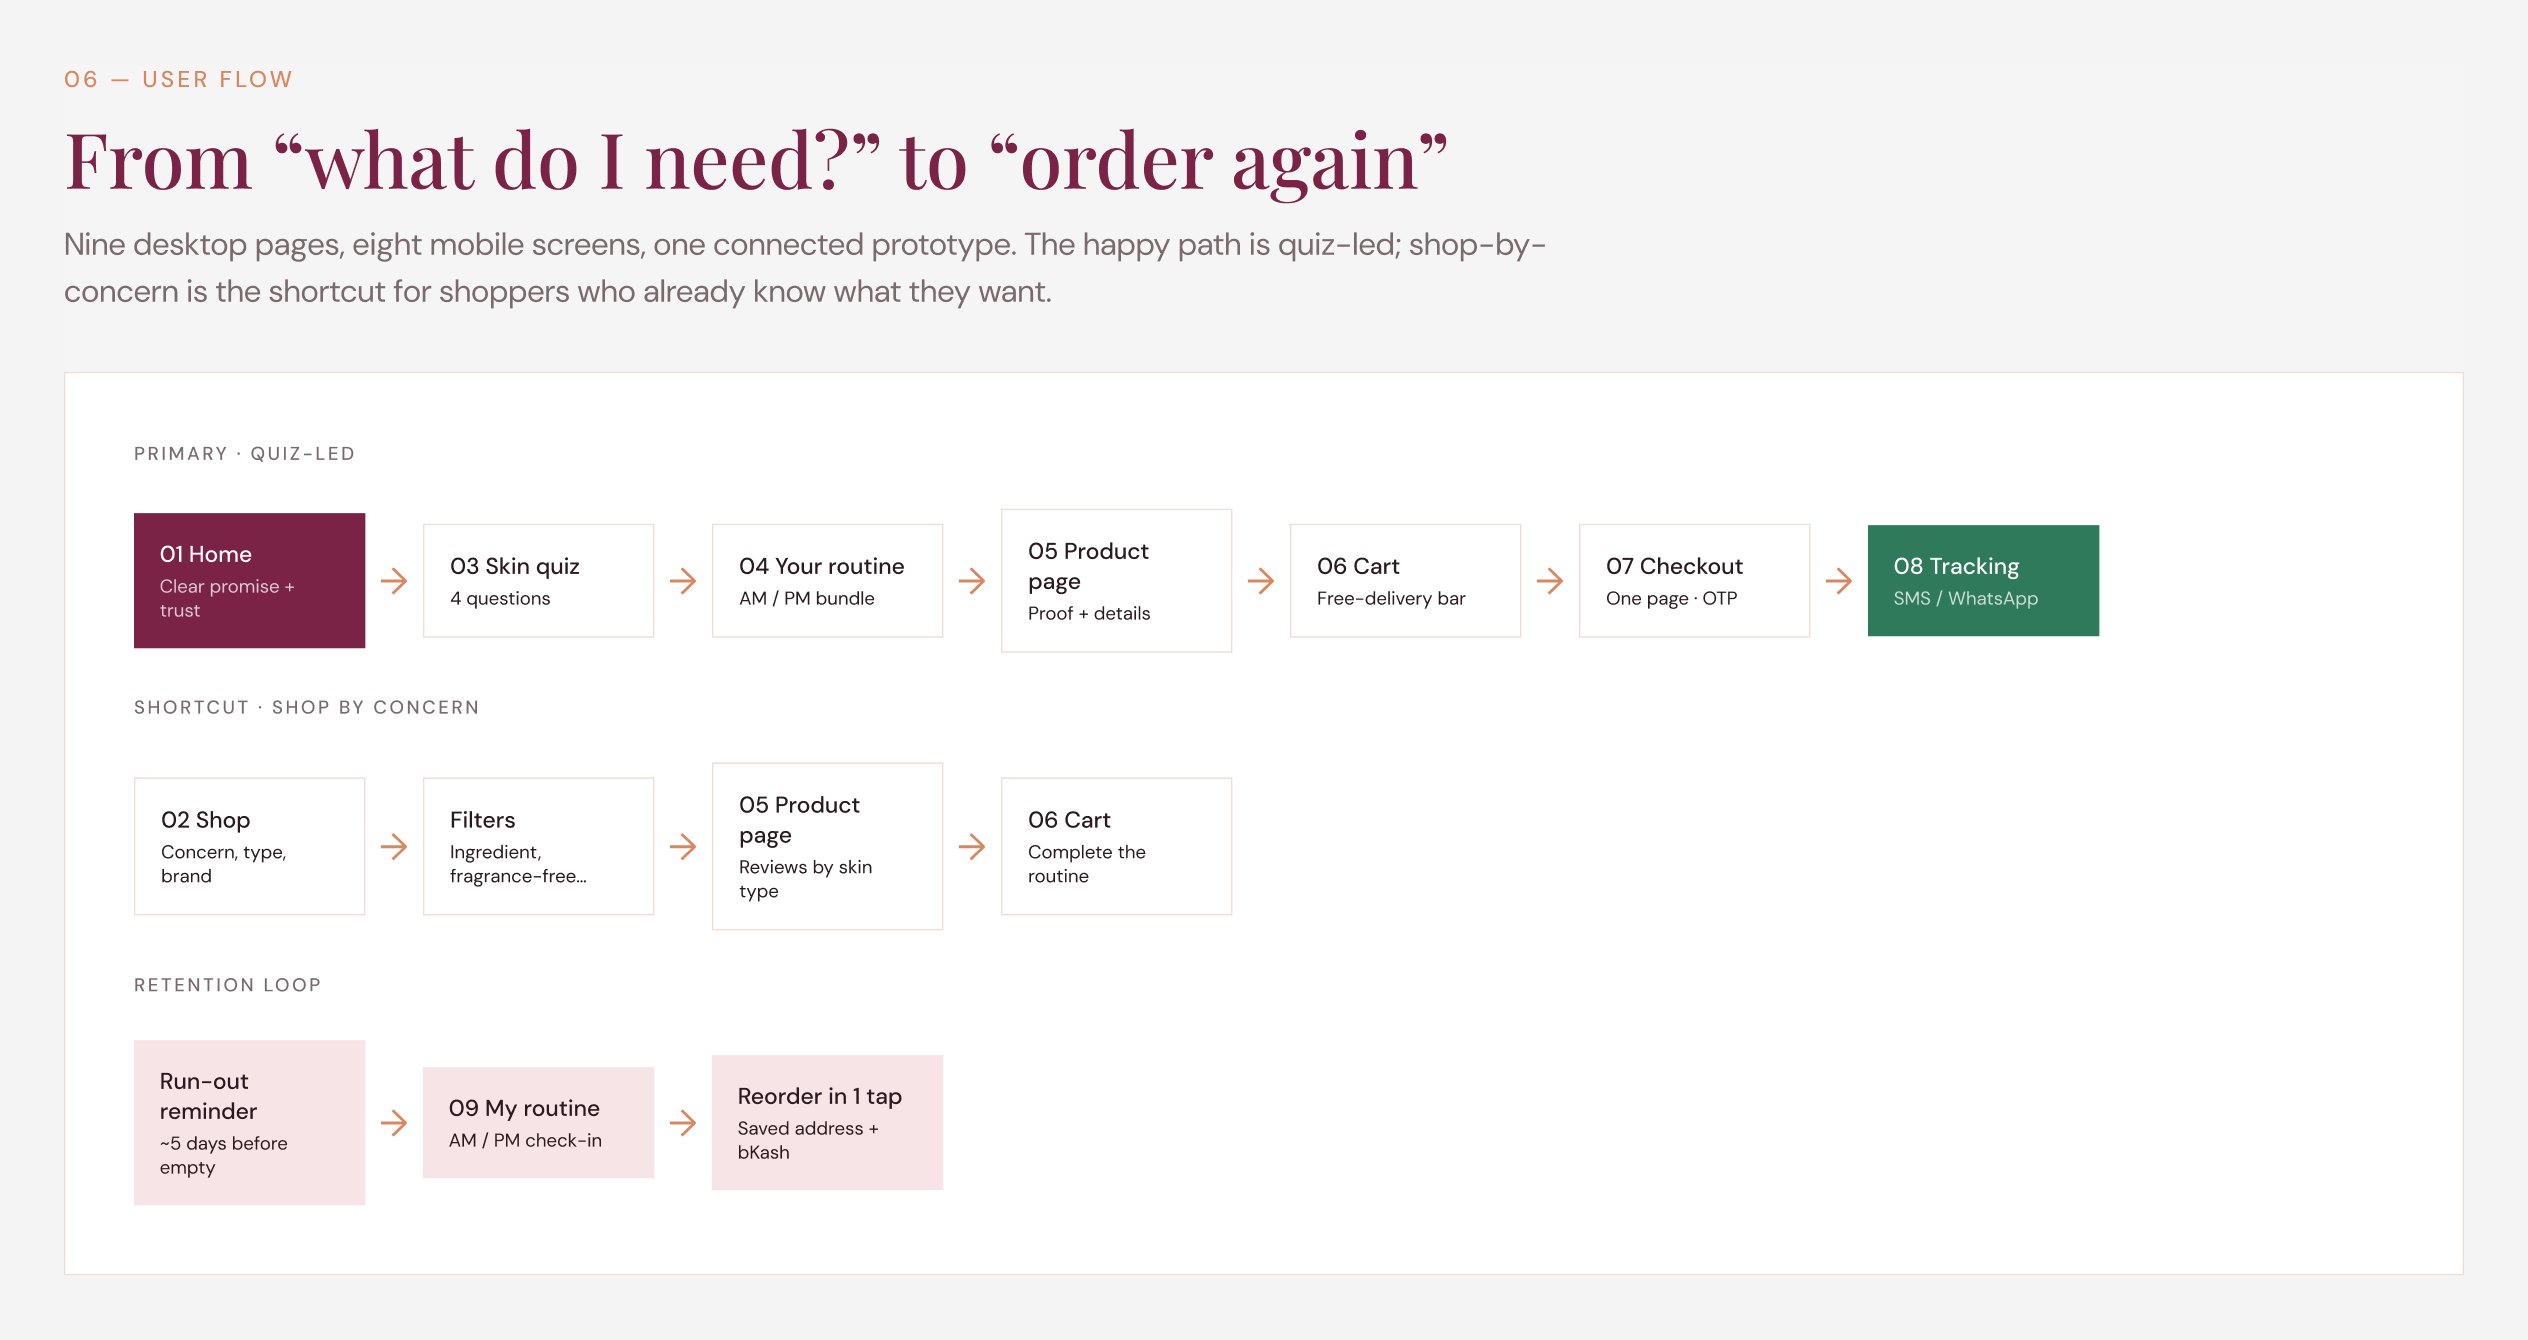 06 — USER FLOW
From “what do I need?” to “order again”
Nine desktop pages, eight mobile screens, one connected prototype. The happy path is quiz-led; shop-by-
concern is the shortcut for shoppers who already know what they want.
PRIMARY · QUIZ-LED
01 Home
Clear promise +
trust
03 Skin quiz
4 questions
04 Your routine
AM / PM bundle
05 Product
page
Proof + details
06 Cart
Free-delivery bar
07 Checkout
One page · OTP
08 Tracking
SMS / WhatsApp
SHORTCUT · SHOP BY CONCERN
02 Shop
Concern, type,
brand
Filters
Ingredient,
fragrance-free…
05 Product
page
Reviews by skin
type
06 Cart
Complete the
routine
RETENTION LOOP
Run-out
reminder
~5 days before
empty
09 My routine
AM / PM check-in
Reorder in 1 tap
Saved address +
bKash